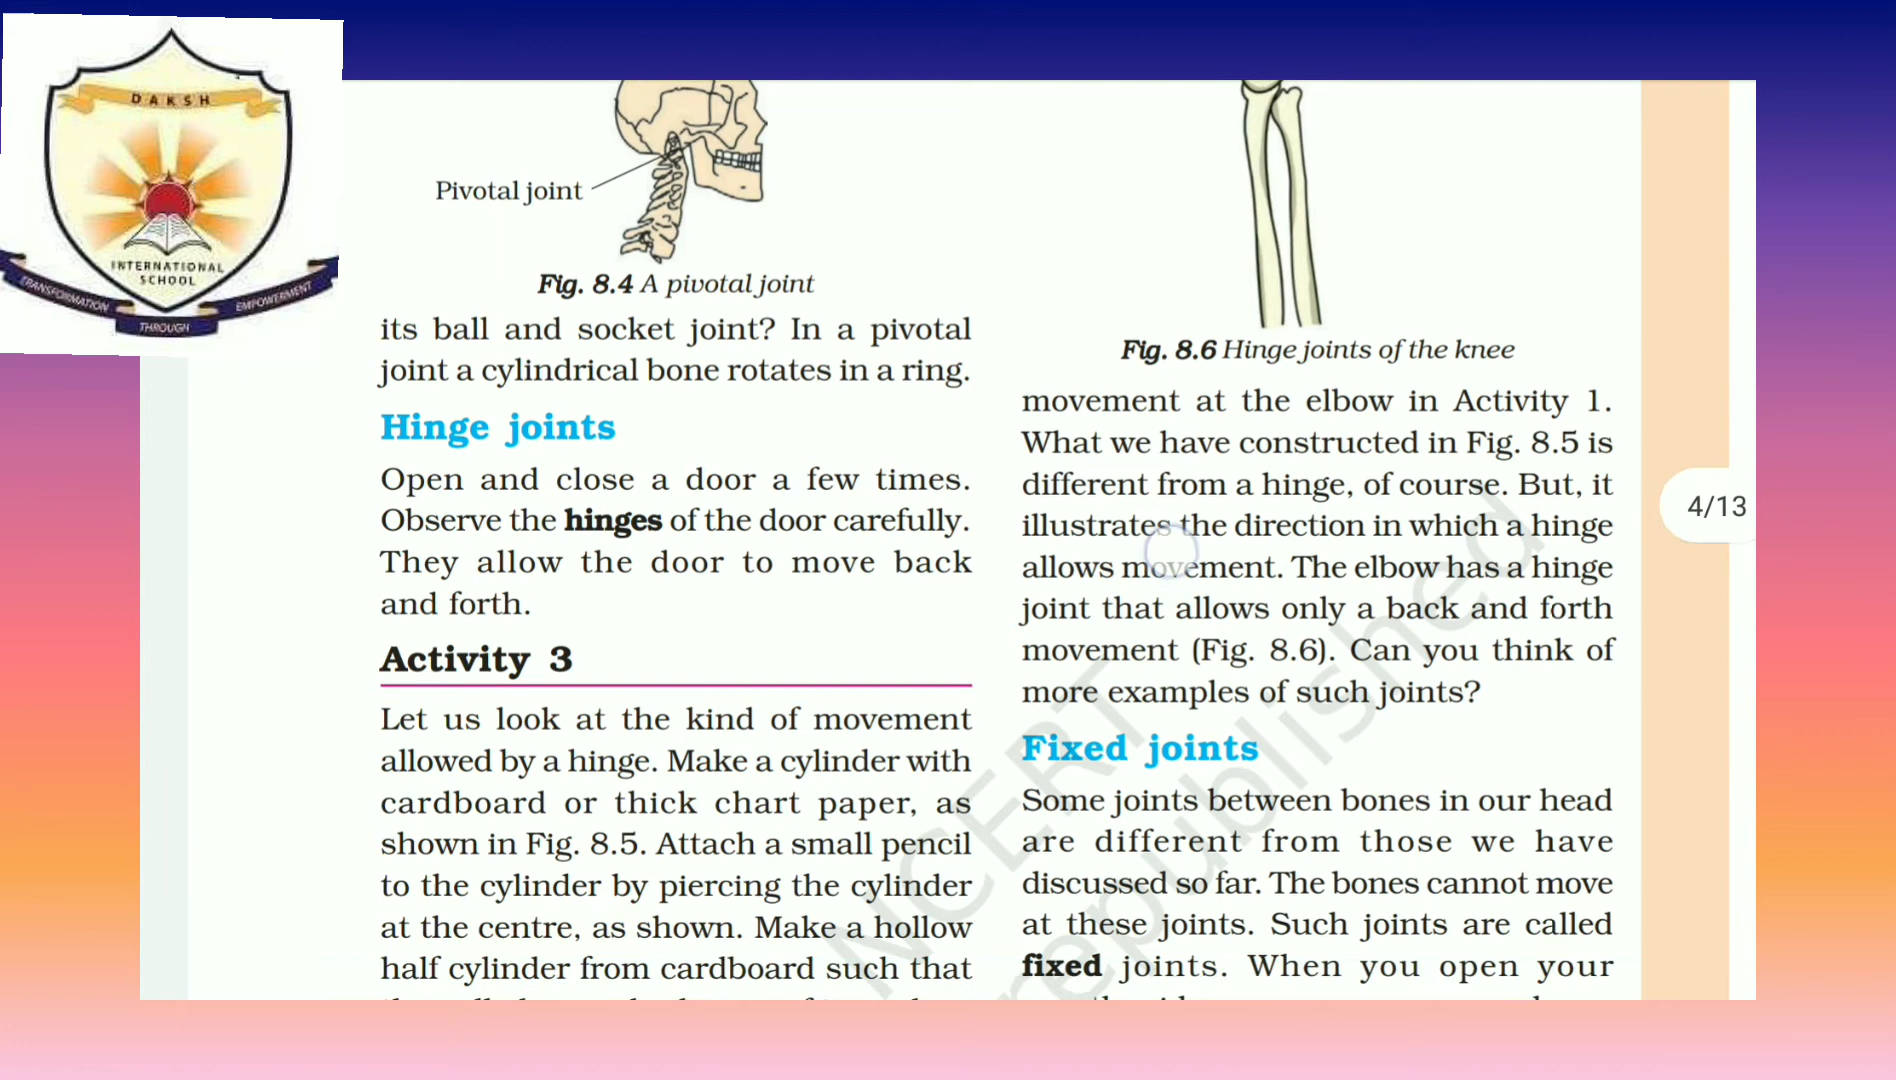 DAKSH
INTERNATIONAL
SCHOOL
TRANSFORMATION
THROUGH
EMPOWERMENT
Pivotal joint
Fig. 8.4 A pivotal joint
its ball and socket joint? In a pivotal
joint a cylindrical bone rotates in a ring.
Hinge joints
Open and close a door a few times.
Observe the hinges of the door carefully.
They allow the door to move back
and forth.
Activity 3
Let us look at the kind of movement
allowed by a hinge. Make a cylinder with
cardboard or thick chart paper, as
shown in Fig. 8.5. Attach a small pencil
to the cylinder by piercing the cylinder
at the centre, as shown. Make a hollow
half cylinder from cardboard such that
Fig. 8.6 Hinge joints of the knee
movement at the elbow in Activity 1.
What we have constructed in Fig. 8.5 is
different from a hinge, of course. But, it
illustrates the direction in which a hinge
allows movement. The elbow has a hinge
joint that allows only a back and forth
movement (Fig. 8.6). Can you think of
more examples of such joints?
Fixed joints
Some joints between bones in our head
are different from those we have
discussed so far. The bones cannot move
at these joints. Such joints are called
fixed joints. When you open your
4/13
NCERT
republished